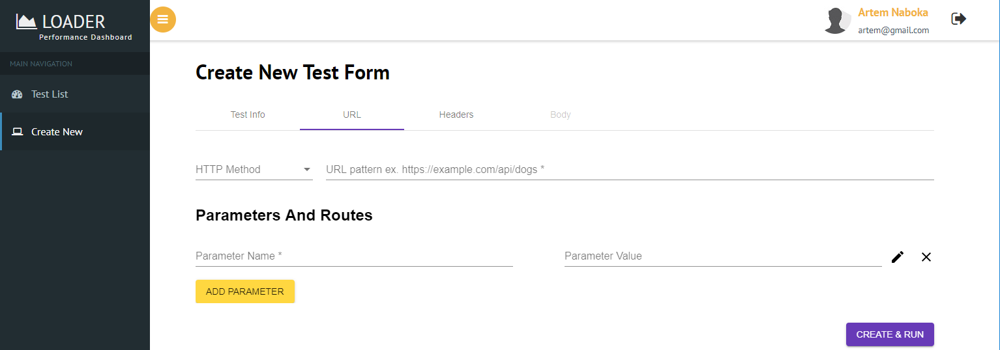 LOADER
Performance Dashboard
Artem Naboka
artem@gmail.com
MAIN NAVIGATION
Test List
Create New
Create New Test Form
Test Info URL Headers Body
HTTP Method URL pattern ex. https://example.com/api/dogs *
Parameters And Routes
Parameter Name * Parameter Value
ADD PARAMETER
CREATE & RUN